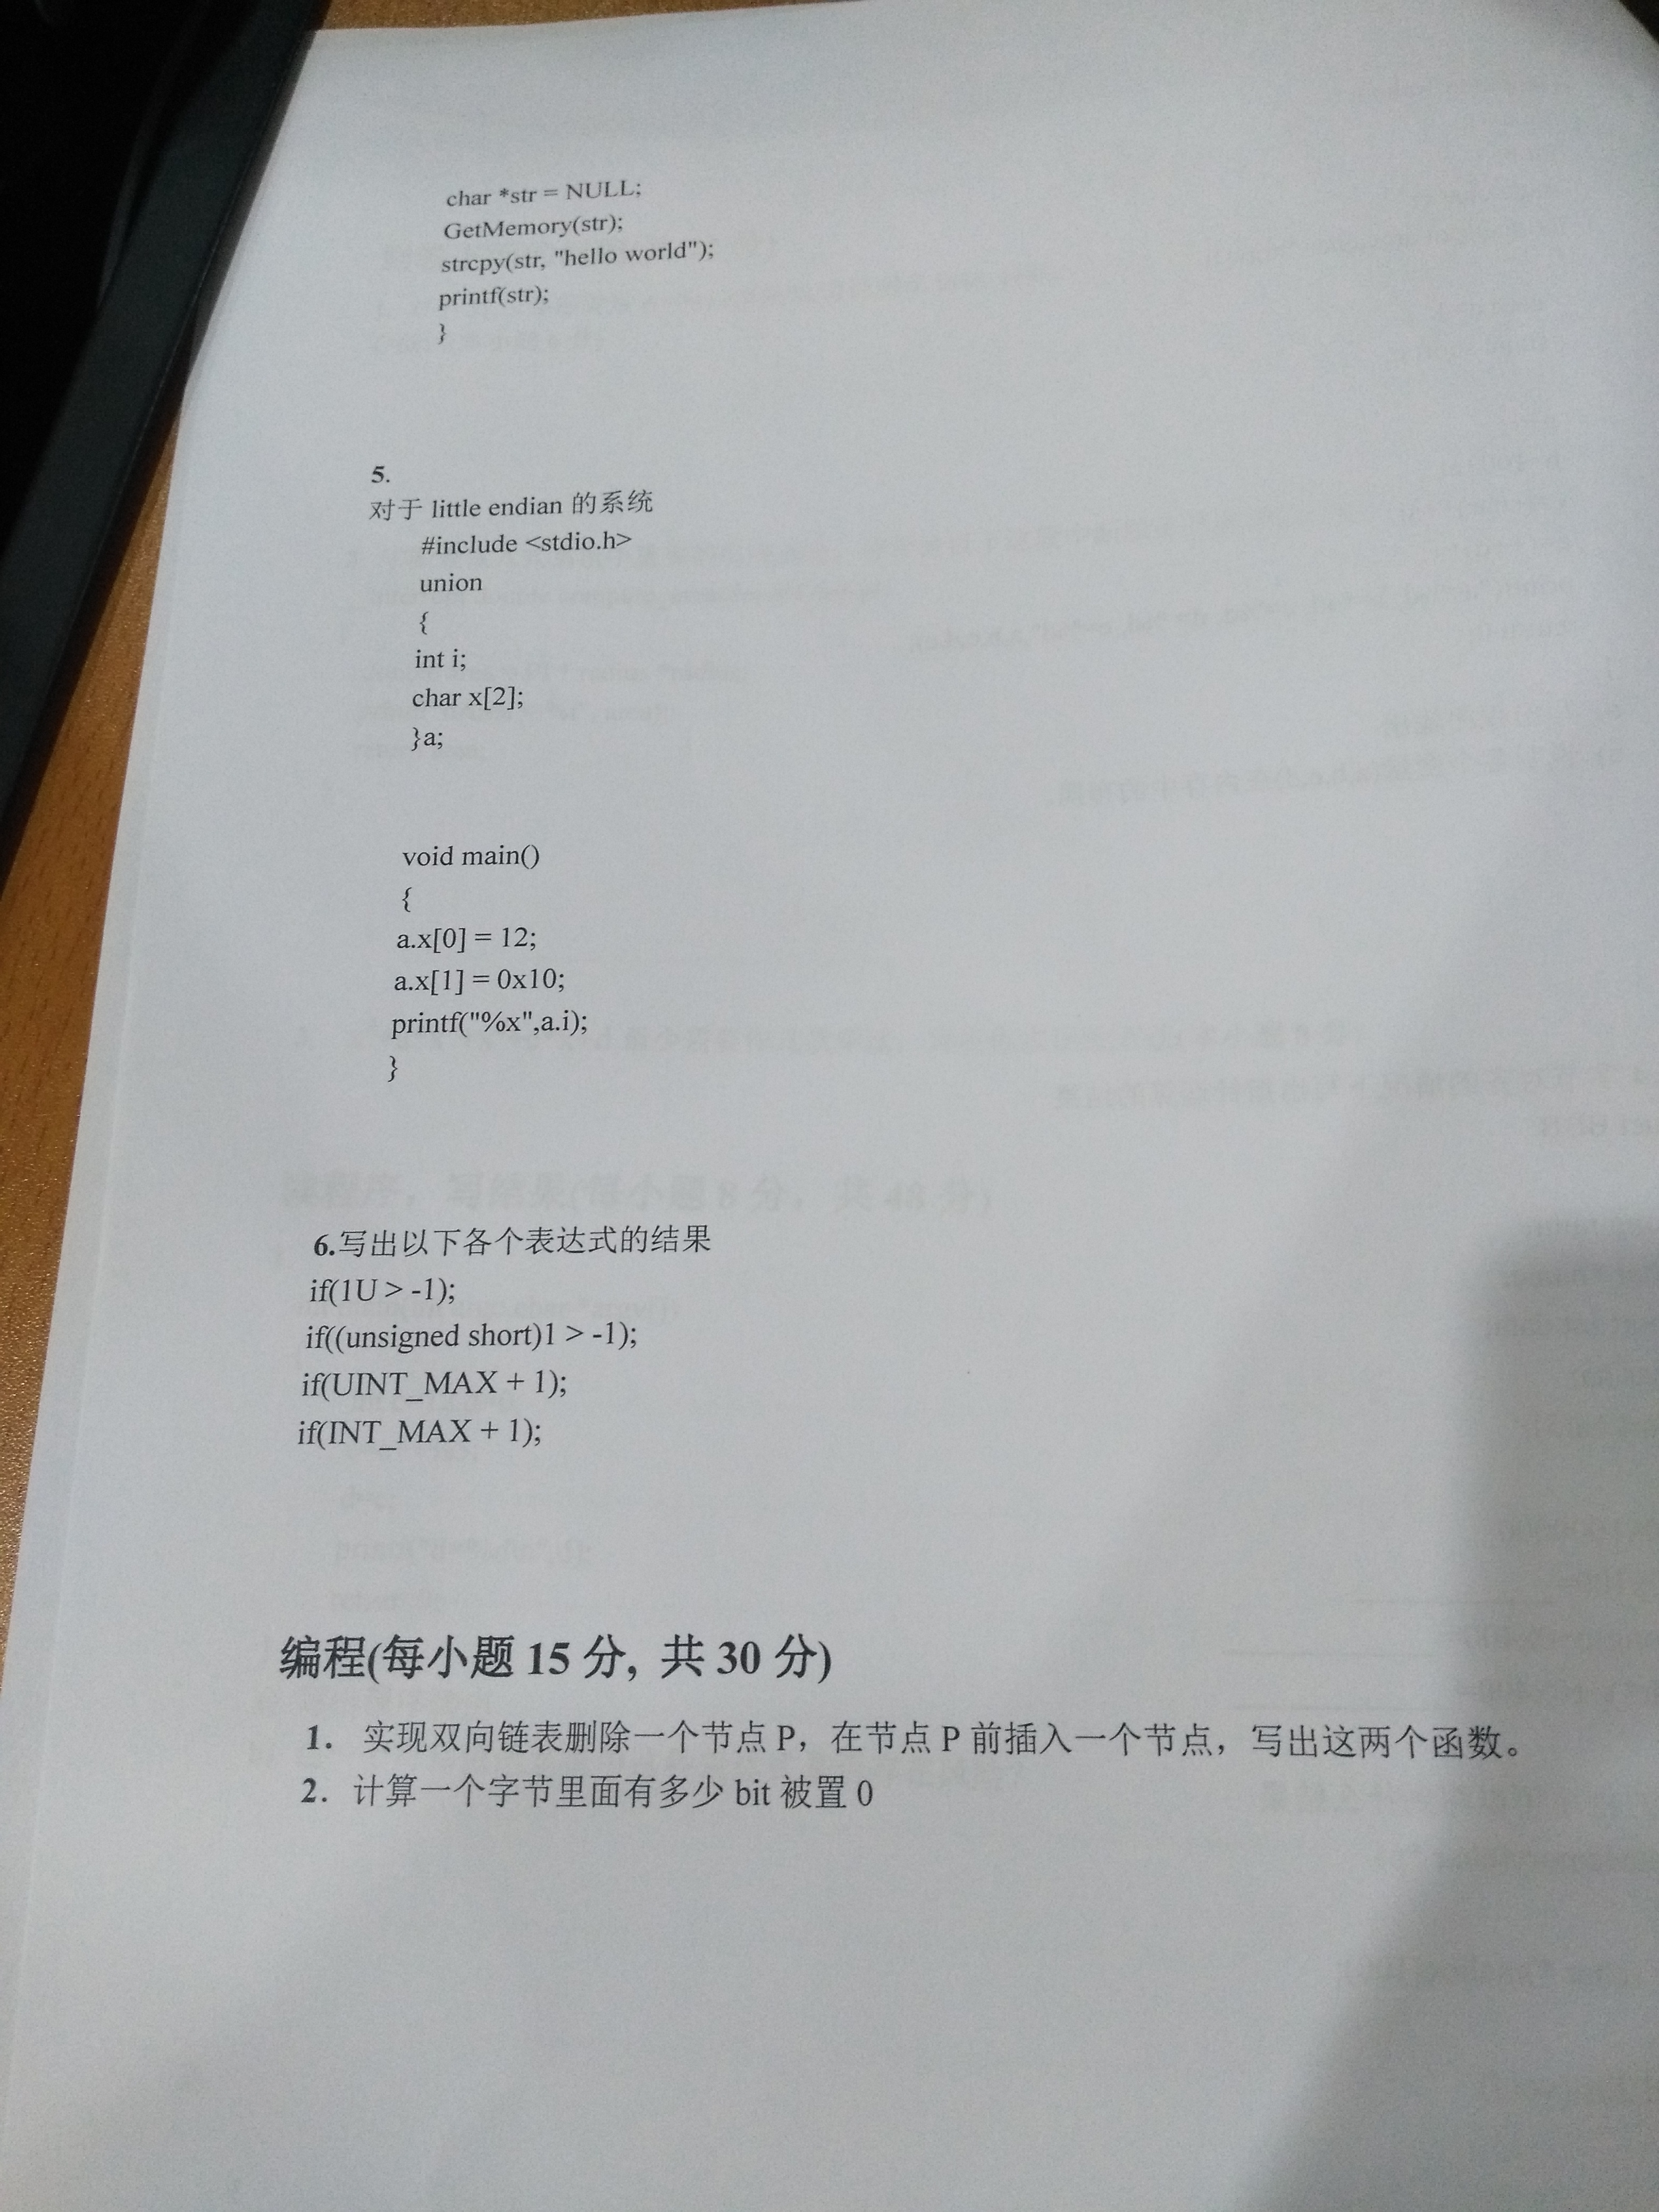 char *str = NULL;
GetMemory(str);
strcpy(str, "hello world");
printf(str);
}
5.
对于 little endian 的系统
#include <stdio.h>
union
{
int i;
char x[2];
}a;
void main()
{
a.x[0] = 12;
a.x[1] = 0x10;
printf("%x",a.i);
}
6.写出以下各个表达式的结果
if(1U > -1);
if((unsigned short)1 > -1);
if(UINT_MAX + 1);
if(INT_MAX + 1);
编程(每小题 15 分, 共 30 分)
1. 实现双向链表删除一个节点 P，在节点 P 前插入一个节点，写出这两个函数。
2. 计算一个字节里面有多少 bit 被置 0